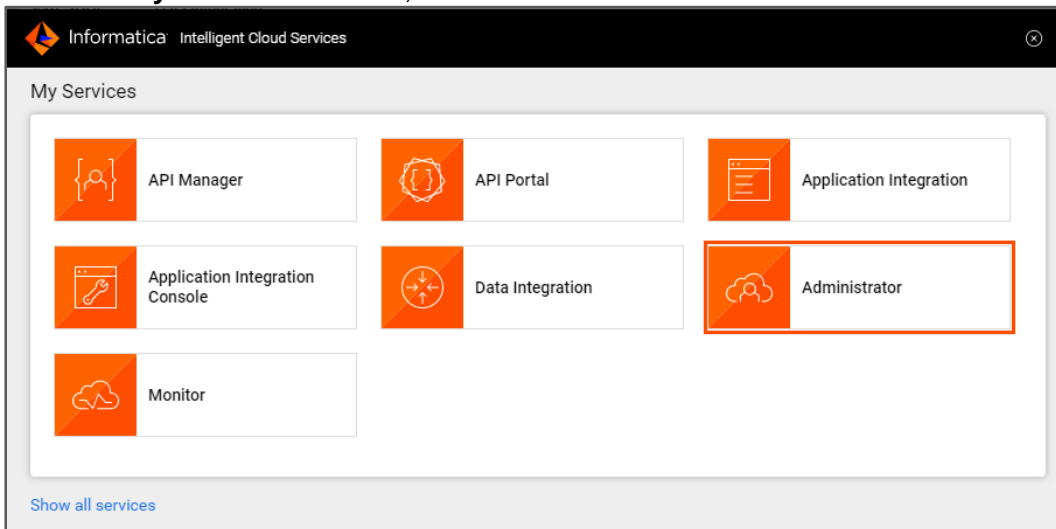 Informatica Intelligent Cloud Services
My Services
API Manager
API Portal
Application Integration
Application Integration
Console
Data Integration
Administrator
Monitor
Show all services